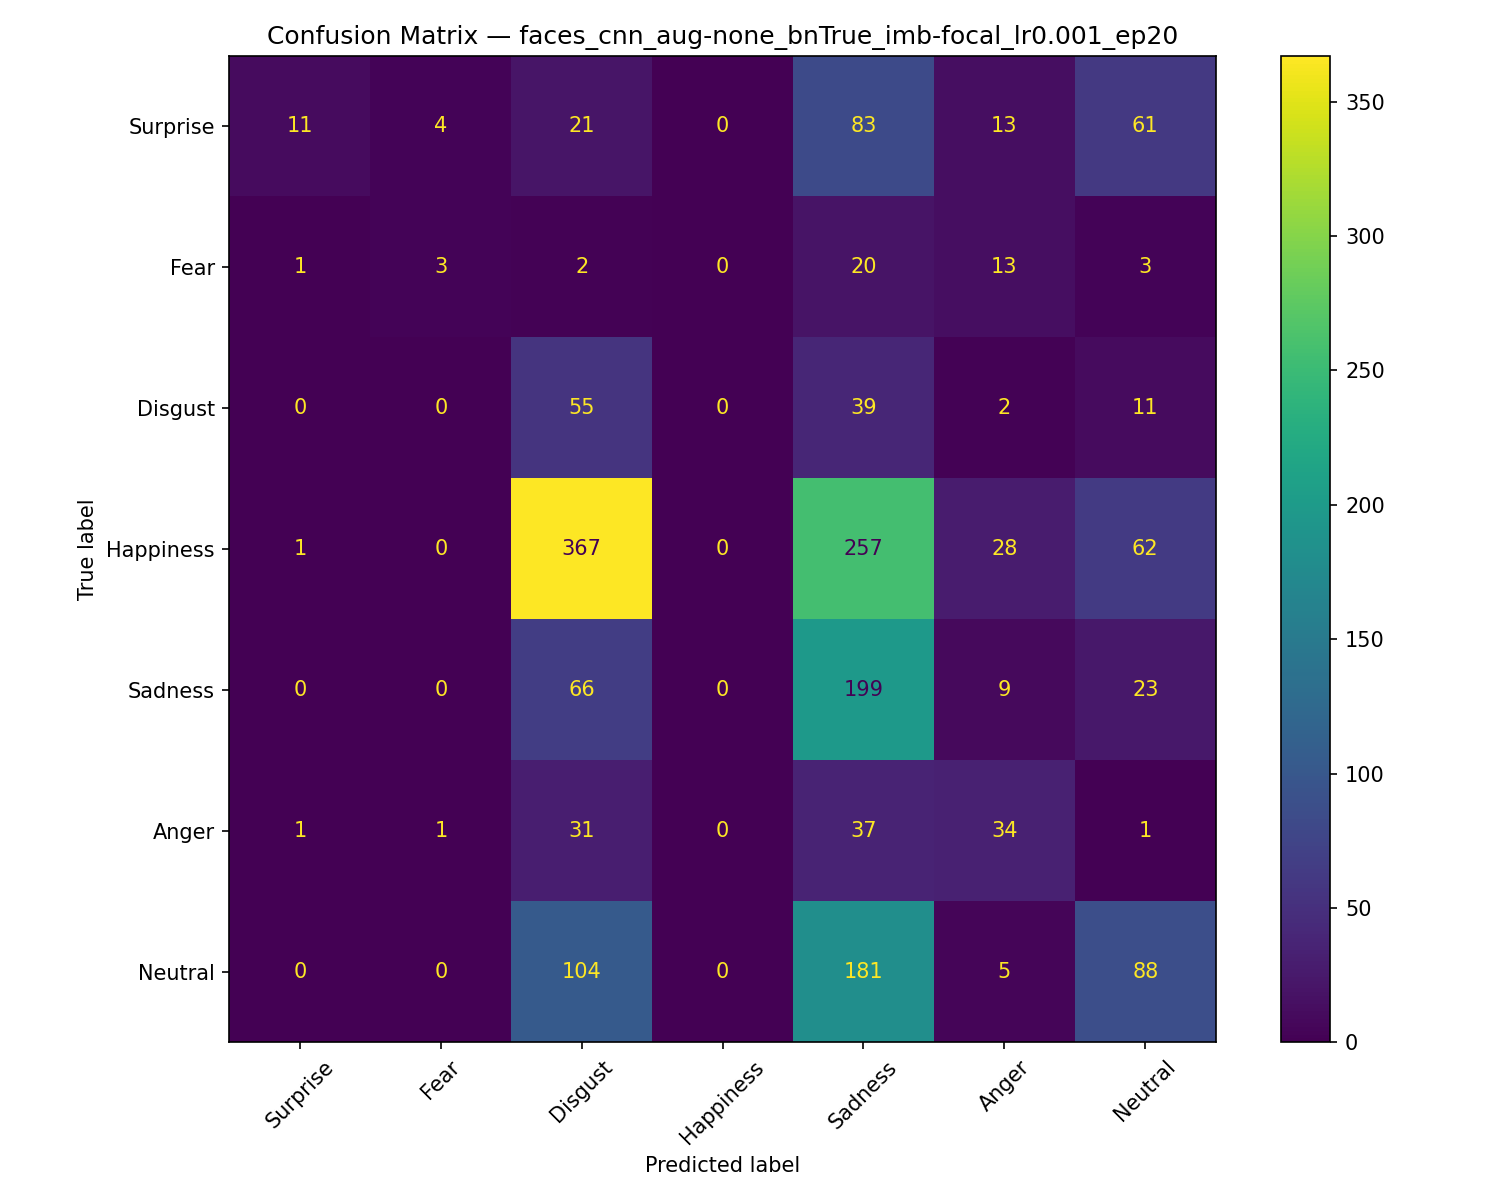 Confusion Matrix — faces_cnn_aug-none_bnTrue_imb-focal_lr0.001_ep20
Surprise 11 4 21 0 83 13 61
Fear 1 3 2 0 20 13 3
Disgust 0 0 55 0 39 2 11
Happiness 1 0 367 0 257 28 62
Sadness 0 0 66 0 199 9 23
Anger 1 1 31 0 37 34 1
Neutral 0 0 104 0 181 5 88
True label
Surprise Fear Disgust Happiness Sadness Anger Neutral
Predicted label
350
300
250
200
150
100
50
0